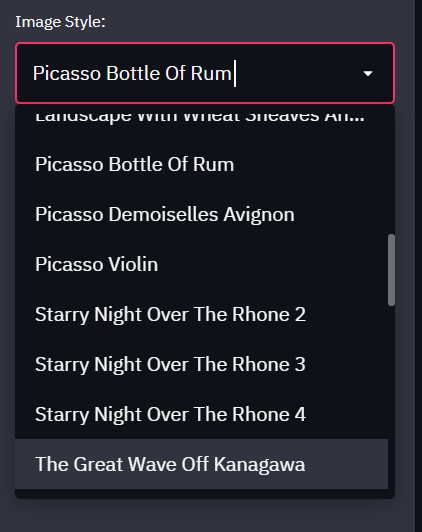 Image Style:
Picasso Bottle Of Rum
Landscape With Wheat Sheaves An...
Picasso Bottle Of Rum
Picasso Demoiselles Avignon
Picasso Violin
Starry Night Over The Rhone 2
Starry Night Over The Rhone 3
Starry Night Over The Rhone 4
The Great Wave Off Kanagawa